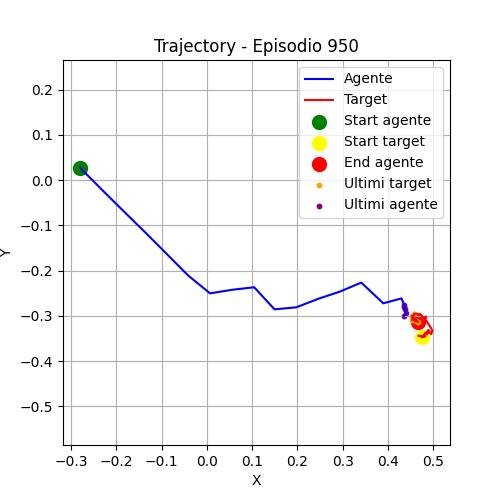 Trajectory - Episodio 950
Agente
Target
Start agente
Start target
End agente
Ultimi target
Ultimi agente
0.2
0.1
0.0
−0.1
−0.2
−0.3
−0.4
−0.5
Y
−0.3
−0.2
−0.1
0.0
0.1
0.2
0.3
0.4
0.5
X